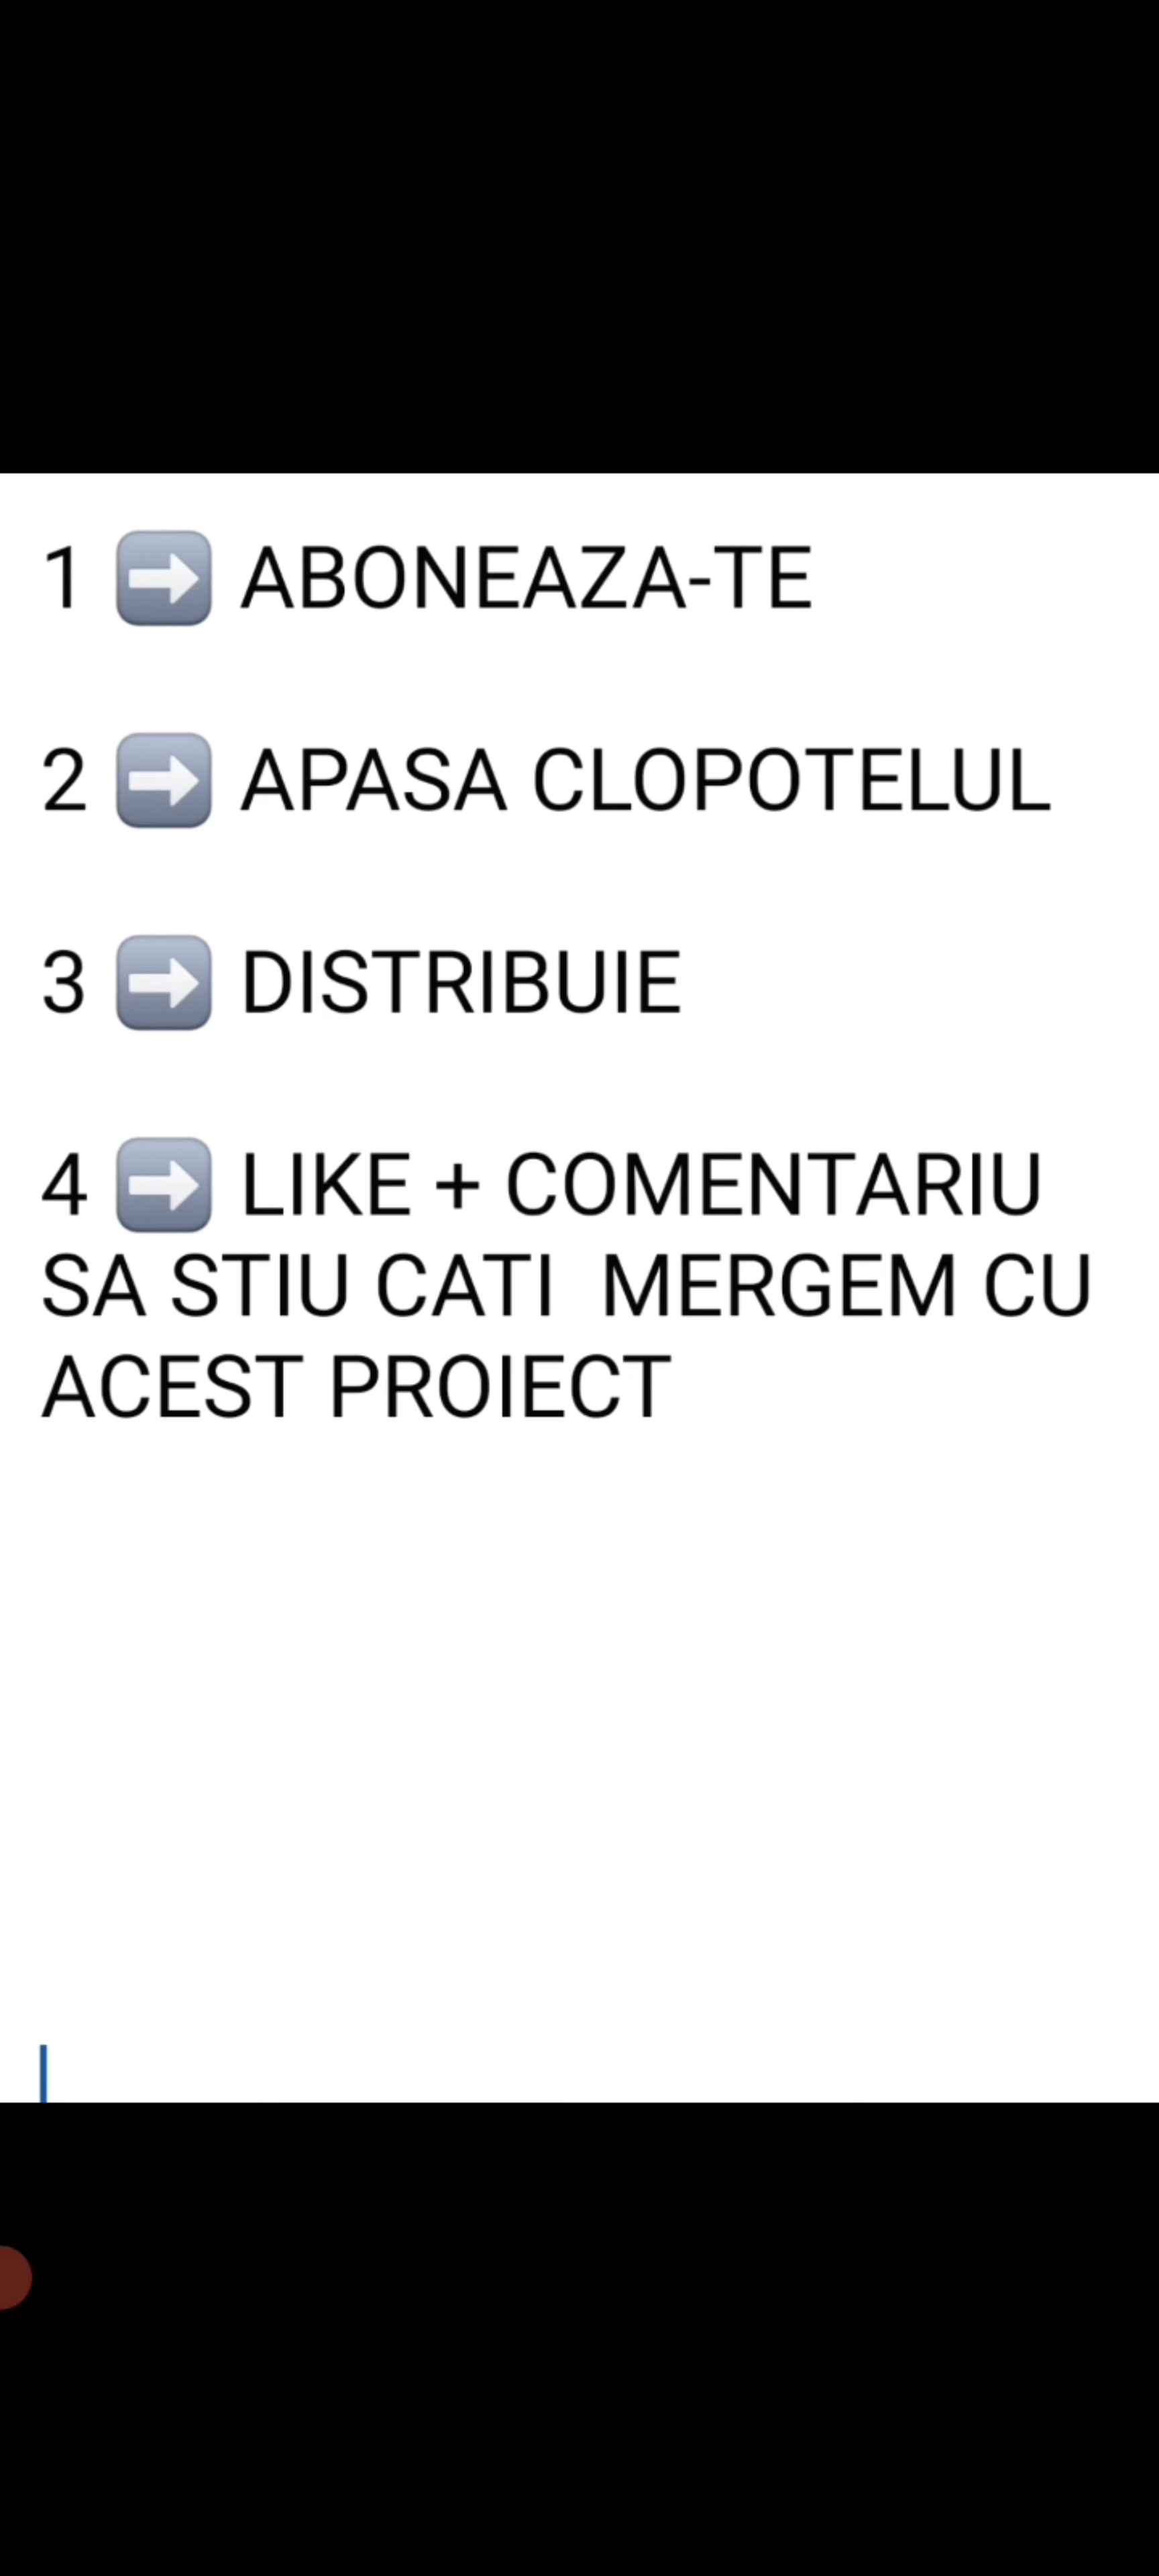 1 ➡️ ABONEAZA-TE
2 ➡️ APASA CLOPOTELUL
3 ➡️ DISTRIBUIE
4 ➡️ LIKE + COMENTARIU
SA STIU CATI  MERGEM CU
ACEST PROIECT